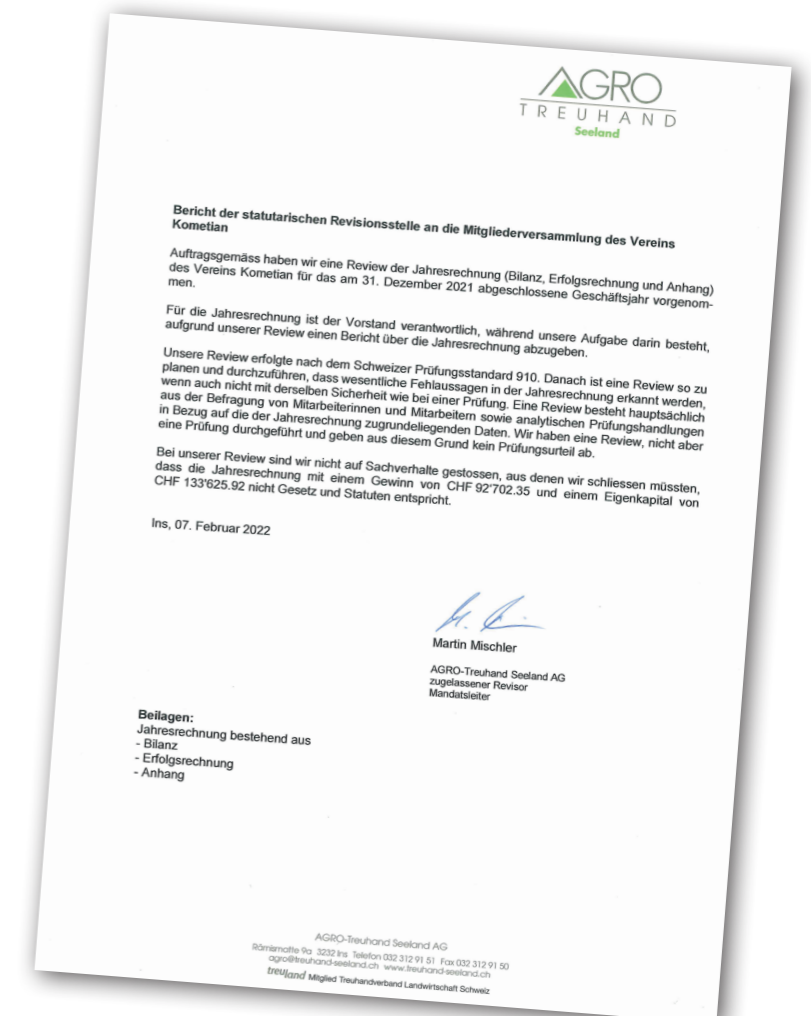 AGRO
TREUHAND
Seeland
Bericht der statutarischen Revisionsstelle an die Mitgliederversammlung des Vereins
Kometian
Auftragsgemäss haben wir eine Review der Jahresrechnung (Bilanz, Erfolgsrechnung und Anhang)
des Vereins Kometian für das am 31. Dezember 2021 abgeschlossene Geschäftsjahr vorgenom-
men.
Für die Jahresrechnung ist der Vorstand verantwortlich, während unsere Aufgabe darin besteht,
aufgrund unserer Review einen Bericht über die Jahresrechnung abzugeben.
Unsere Review erfolgte nach dem Schweizer Prüfungsstandard 910. Danach ist eine Review so zu
planen und durchzuführen, dass wesentliche Fehlaussagen in der Jahresrechnung erkannt werden,
wenn auch nicht mit derselben Sicherheit wie bei einer Prüfung. Eine Review besteht hauptsächlich
aus der Befragung von Mitarbeiterinnen und Mitarbeitern sowie analytischen Prüfungshandlungen
in Bezug auf die der Jahresrechnung zugrundeliegenden Daten. Wir haben eine Review, nicht aber
eine Prüfung durchgeführt und geben aus diesem Grund kein Prüfungsurteil ab.
Bei unserer Review sind wir nicht auf Sachverhalte gestossen, aus denen wir schliessen müssten,
dass die Jahresrechnung mit einem Gewinn von CHF 92'702.35 und einem Eigenkapital von
CHF 133'625.92 nicht Gesetz und Statuten entspricht.
Ins, 07. Februar 2022
Martin Mischler
AGRO-Treuhand Seeland AG
zugelassener Revisor
Mandatsleiter
Beilagen:
Jahresrechnung bestehend aus
- Bilanz
- Erfolgsrechnung
- Anhang
AGRO-Treuhand Seeland AG
Römismatte 9a 3232 Ins Telefon 032 312 91 51 Fax 032 312 91 50
agro@treuhand-seeland.ch www.treuhand-seeland.ch
treuland Mitglied Treuhandverband Landwirtschaft Schweiz